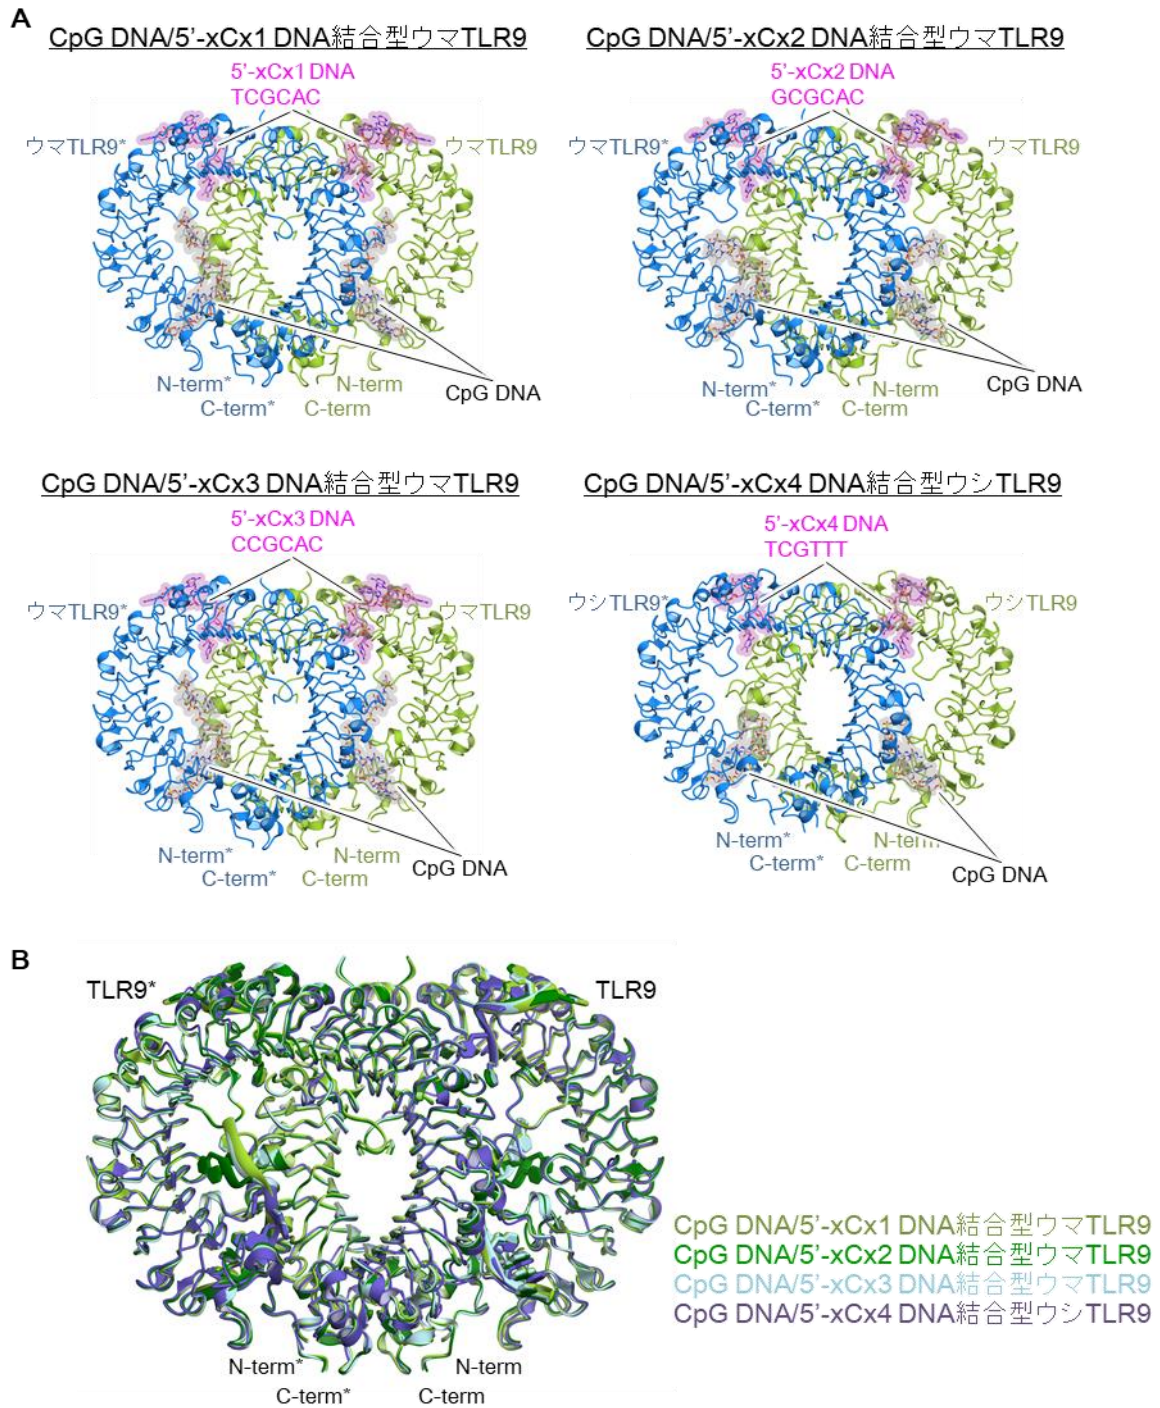 A
CpG DNA/5’-xCx1 DNA結合型ウマTLR9
5’-xCx1 DNA
TCGCAC
ウマTLR9*
ウマTLR9
N-term*
N-term
C-term*
C-term
CpG DNA
CpG DNA/5’-xCx2 DNA結合型ウマTLR9
5’-xCx2 DNA
GCGCAC
ウマTLR9*
ウマTLR9
N-term*
N-term
C-term*
C-term
CpG DNA
CpG DNA/5’-xCx3 DNA結合型ウマTLR9
5’-xCx3 DNA
CCGCAC
ウマTLR9*
ウマTLR9
N-term*
N-term
C-term*
C-term
CpG DNA
CpG DNA/5’-xCx4 DNA結合型ウシTLR9
5’-xCx4 DNA
TCGTTT
ウシTLR9*
ウシTLR9
N-term*
N-term
C-term*
C-term
CpG DNA
B
TLR9*
TLR9
N-term*
N-term
C-term*
C-term
CpG DNA/5’-xCx1 DNA結合型ウマTLR9
CpG DNA/5’-xCx2 DNA結合型ウマTLR9
CpG DNA/5’-xCx3 DNA結合型ウマTLR9
CpG DNA/5’-xCx4 DNA結合型ウシTLR9